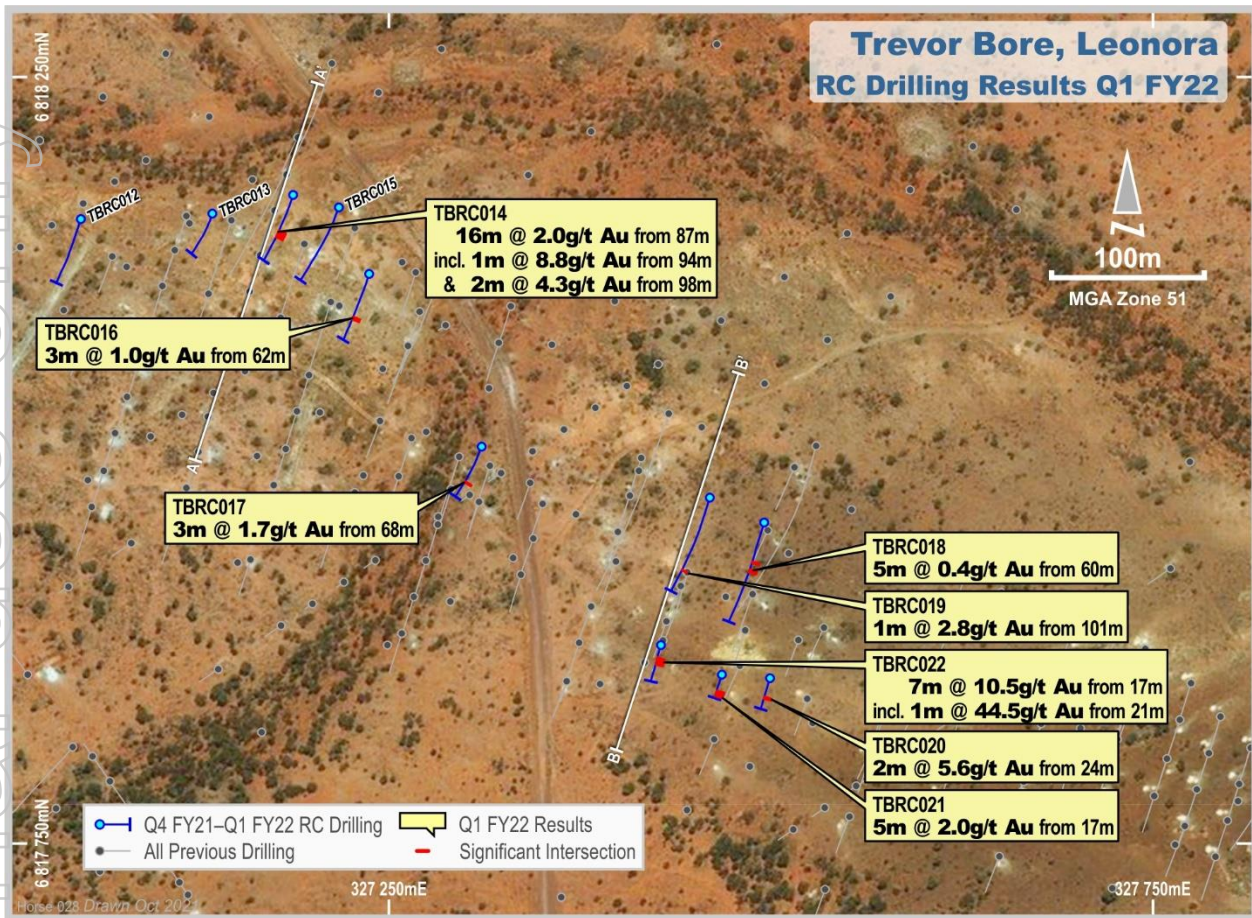 Trevor Bore, Leonora
RC Drilling Results Q1 FY22
6 818 250mN
A'
TBRC012
TBRC013
TBRC015
TBRC014
16m @ 2.0g/t Au from 87m
incl. 1m @ 8.8g/t Au from 94m
& 2m @ 4.3g/t Au from 98m
N
100m
MGA Zone 51
TBRC016
3m @ 1.0g/t Au from 62m
B'
A
TBRC017
3m @ 1.7g/t Au from 68m
TBRC018
5m @ 0.4g/t Au from 60m
TBRC019
1m @ 2.8g/t Au from 101m
TBRC022
7m @ 10.5g/t Au from 17m
incl. 1m @ 44.5g/t Au from 21m
TBRC020
2m @ 5.6g/t Au from 24m
TBRC021
5m @ 2.0g/t Au from 17m
B
6 817 750mN
Q4 FY21–Q1 FY22 RC Drilling
Q1 FY22 Results
All Previous Drilling
Significant Intersection
327 250mE
327 750mE
Horse 028 Drawn Oct 2021